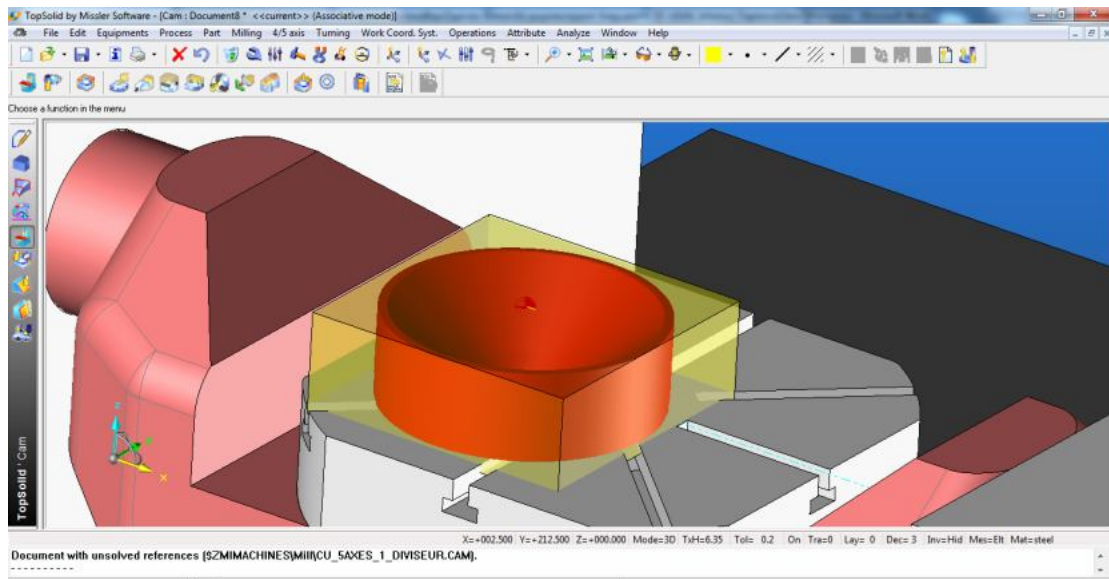 TopSolid by Missler Software - [Cam : Document8 * <<current>> (Associative mode)]
File Edit Equipments Process Part Milling 4/5 axis Turning Work Coord. Syst. Operations Attribute Analyze Window Help
Choose a function in the menu
z
x
TopSolid'Cam
X=+002.500 Y=+212.500 Z=+000.000 Mode=3D TxH=6.35 Tol= 0.2 On Tra=0 Lay= 0 Dec= 3 Inv=Hid Mes=Elt Mat=steel
Document with unsolved references ($ZMIMACHINES\Mill\CU_5AXES_1_DIVISEUR.CAM).
----------